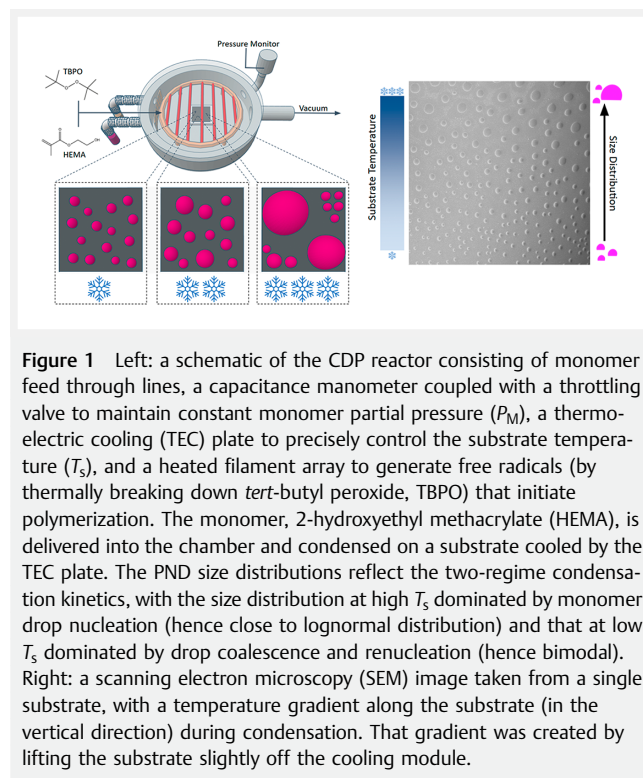 Pressure Monitor
TBPO
O
O
Vacuum
O
O
OH
HEMA
Substrate Temperature
Size Distribution
Figure 1 Left: a schematic of the CDP reactor consisting of monomer
feed through lines, a capacitance manometer coupled with a throttling
valve to maintain constant monomer partial pressure (PM), a thermo-
electric cooling (TEC) plate to precisely control the substrate tempera-
ture (Ts), and a heated filament array to generate free radicals (by
thermally breaking down tert-butyl peroxide, TBPO) that initiate
polymerization. The monomer, 2-hydroxyethyl methacrylate (HEMA), is
delivered into the chamber and condensed on a substrate cooled by the
TEC plate. The PND size distributions reflect the two-regime condensa-
tion kinetics, with the size distribution at high Ts dominated by monomer
drop nucleation (hence close to lognormal distribution) and that at low
Ts dominated by drop coalescence and renucleation (hence bimodal).
Right: a scanning electron microscopy (SEM) image taken from a single
substrate, with a temperature gradient along the substrate (in the
vertical direction) during condensation. That gradient was created by
lifting the substrate slightly off the cooling module.